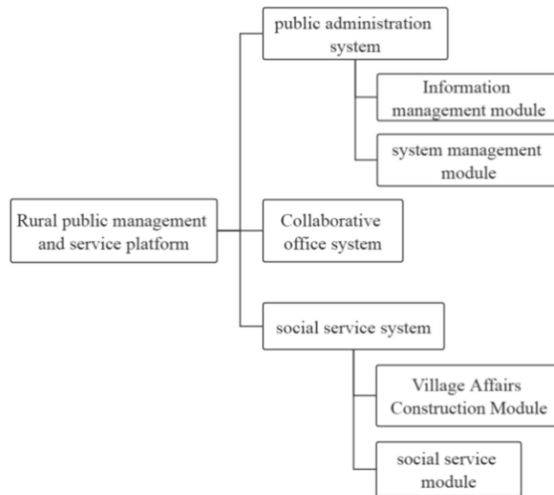 public administration
system
Information
management module
system management
module
Rural public management
and service platform
Collaborative
office system
social service system
Village Affairs
Construction Module
social service
module